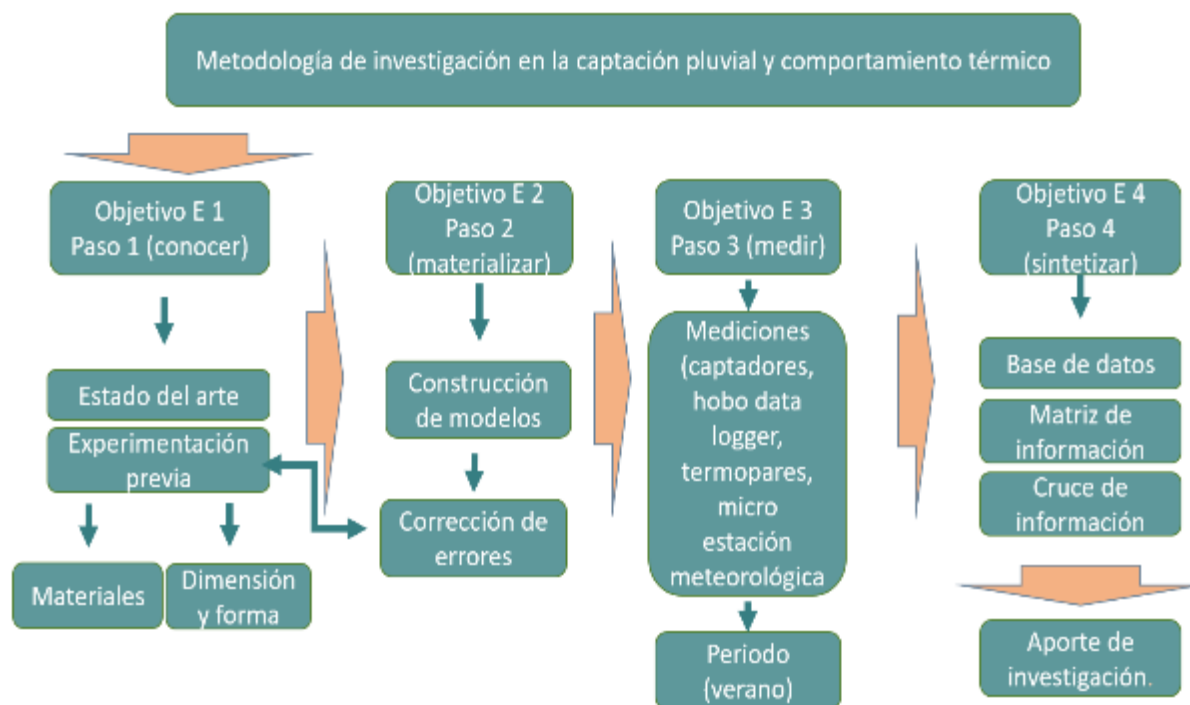 Metodología de investigación en la captación pluvial y comportamiento térmico
Objetivo E 1
Paso 1 (conocer)
Estado del arte
Experimentación
previa
Materiales
Dimensión
y forma
Objetivo E 2
Paso 2
(materializar)
Construcción
de modelos
Corrección de
errores
Objetivo E 3
Paso 3 (medir)
Mediciones
(captadores,
hobo data
logger,
termopares,
micro
estación
meteorológica
Periodo
(verano)
Objetivo E 4
Paso 4
(sintetizar)
Base de datos
Matriz de
información
Cruce de
información
Aporte de
investigación.